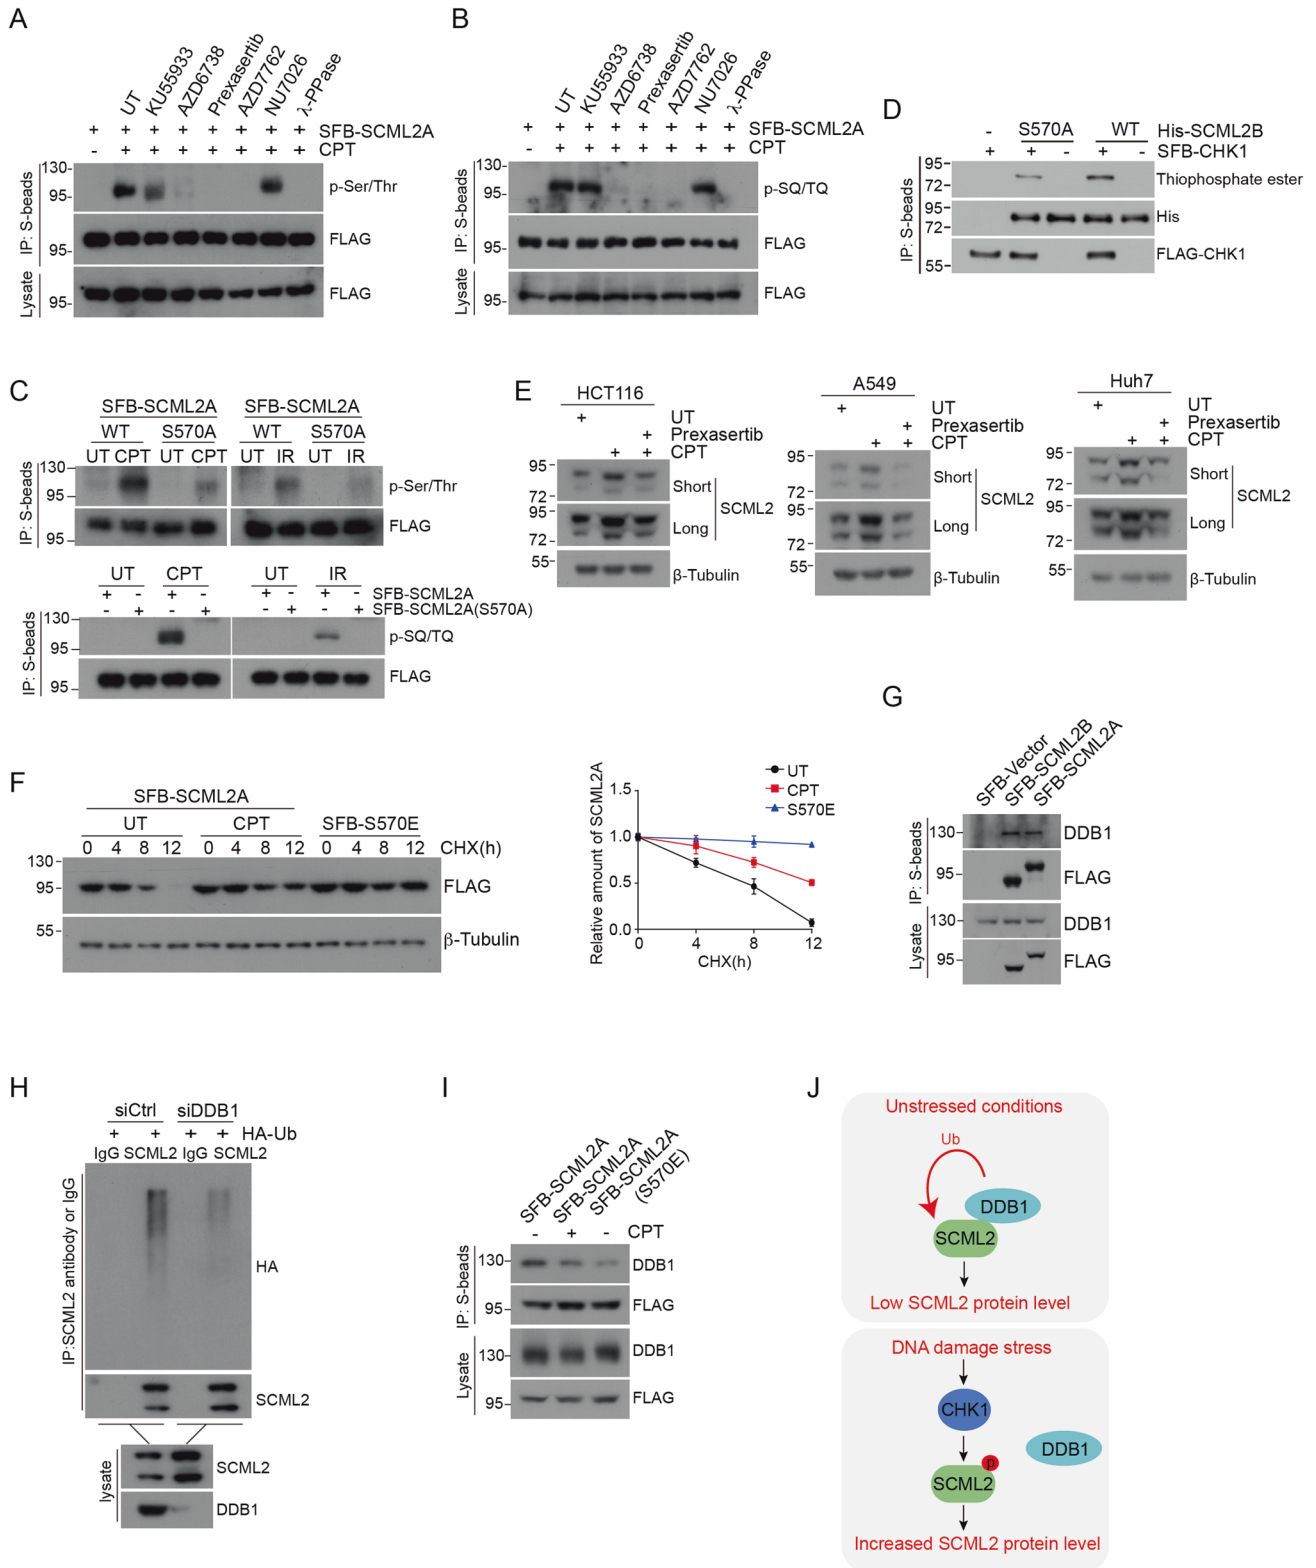 A
UT
KU55933
AZD6738
Prexasertib
AZD7762
NU7026
λ-PPase
+ + + + + + + + SFB-SCML2A
- + + + + + + + CPT
IP: S-beads
130-
95-
p-Ser/Thr
95-
FLAG
Lysate
95-
FLAG
B
UT
KU55933
AZD6738
Prexasertib
AZD7762
NU7026
λ-PPase
+ + + + + + + + SFB-SCML2A
- + + + + + + + CPT
IP: S-beads
130-
95-
p-SQ/TQ
95-
FLAG
Lysate
95-
FLAG
D
- S570A WT His-SCML2B
+ + - + - SFB-CHK1
IP: S-beads
95-
72-
Thiophosphate ester
95-
72-
His
55-
FLAG-CHK1
C
SFB-SCML2A SFB-SCML2A
WT S570A WT S570A
UT CPT UT CPT UT IR UT IR
IP: S-beads
130-
95-
p-Ser/Thr
95-
FLAG
UT CPT UT IR
+ - + - + - + - SFB-SCML2A
- + - + - + - + SFB-SCML2A(S570A)
IP: S-beads
130-
95-
p-SQ/TQ
95-
FLAG
E
HCT116
+ UT
+ Prexasertib
+ + CPT
95-
72-
Short
95-
72-
Long
SCML2
55-
β-Tubulin
A549
+ UT
+ Prexasertib
+ + CPT
95-
72-
Short
95-
72-
Long
SCML2
55-
β-Tubulin
Huh7
+ UT
+ Prexasertib
+ + CPT
95-
72-
Short
95-
72-
Long
SCML2
55-
β-Tubulin
F
SFB-SCML2A
UT CPT SFB-S570E
0 4 8 12 0 4 8 12 0 4 8 12 CHX(h)
130-
95-
FLAG
55-
β-Tubulin
Relative amount of SCML2A
1.5
1.0
0.5
0.0
0 4 8 12
CHX(h)
UT
CPT
S570E
G
SFB-Vector
SFB-SCML2B
SFB-SCML2A
IP: S-beads
130-
DDB1
95-
FLAG
Lysate
130-
DDB1
95-
FLAG
H
siCtrl siDDB1
+ + + + HA-Ub
IgG SCML2 IgG SCML2
IP:SCML2 antibody or IgG
HA
SCML2
lysate
SCML2
DDB1
I
SFB-SCML2A
SFB-SCML2A
SFB-SCML2A
(S570E)
- + - CPT
IP: S-beads
130-
DDB1
95-
FLAG
Lysate
130-
DDB1
95-
FLAG
J
Unstressed conditions
Ub
DDB1
SCML2
Low SCML2 protein level
DNA damage stress
CHK1
DDB1
p
SCML2
Increased SCML2 protein level